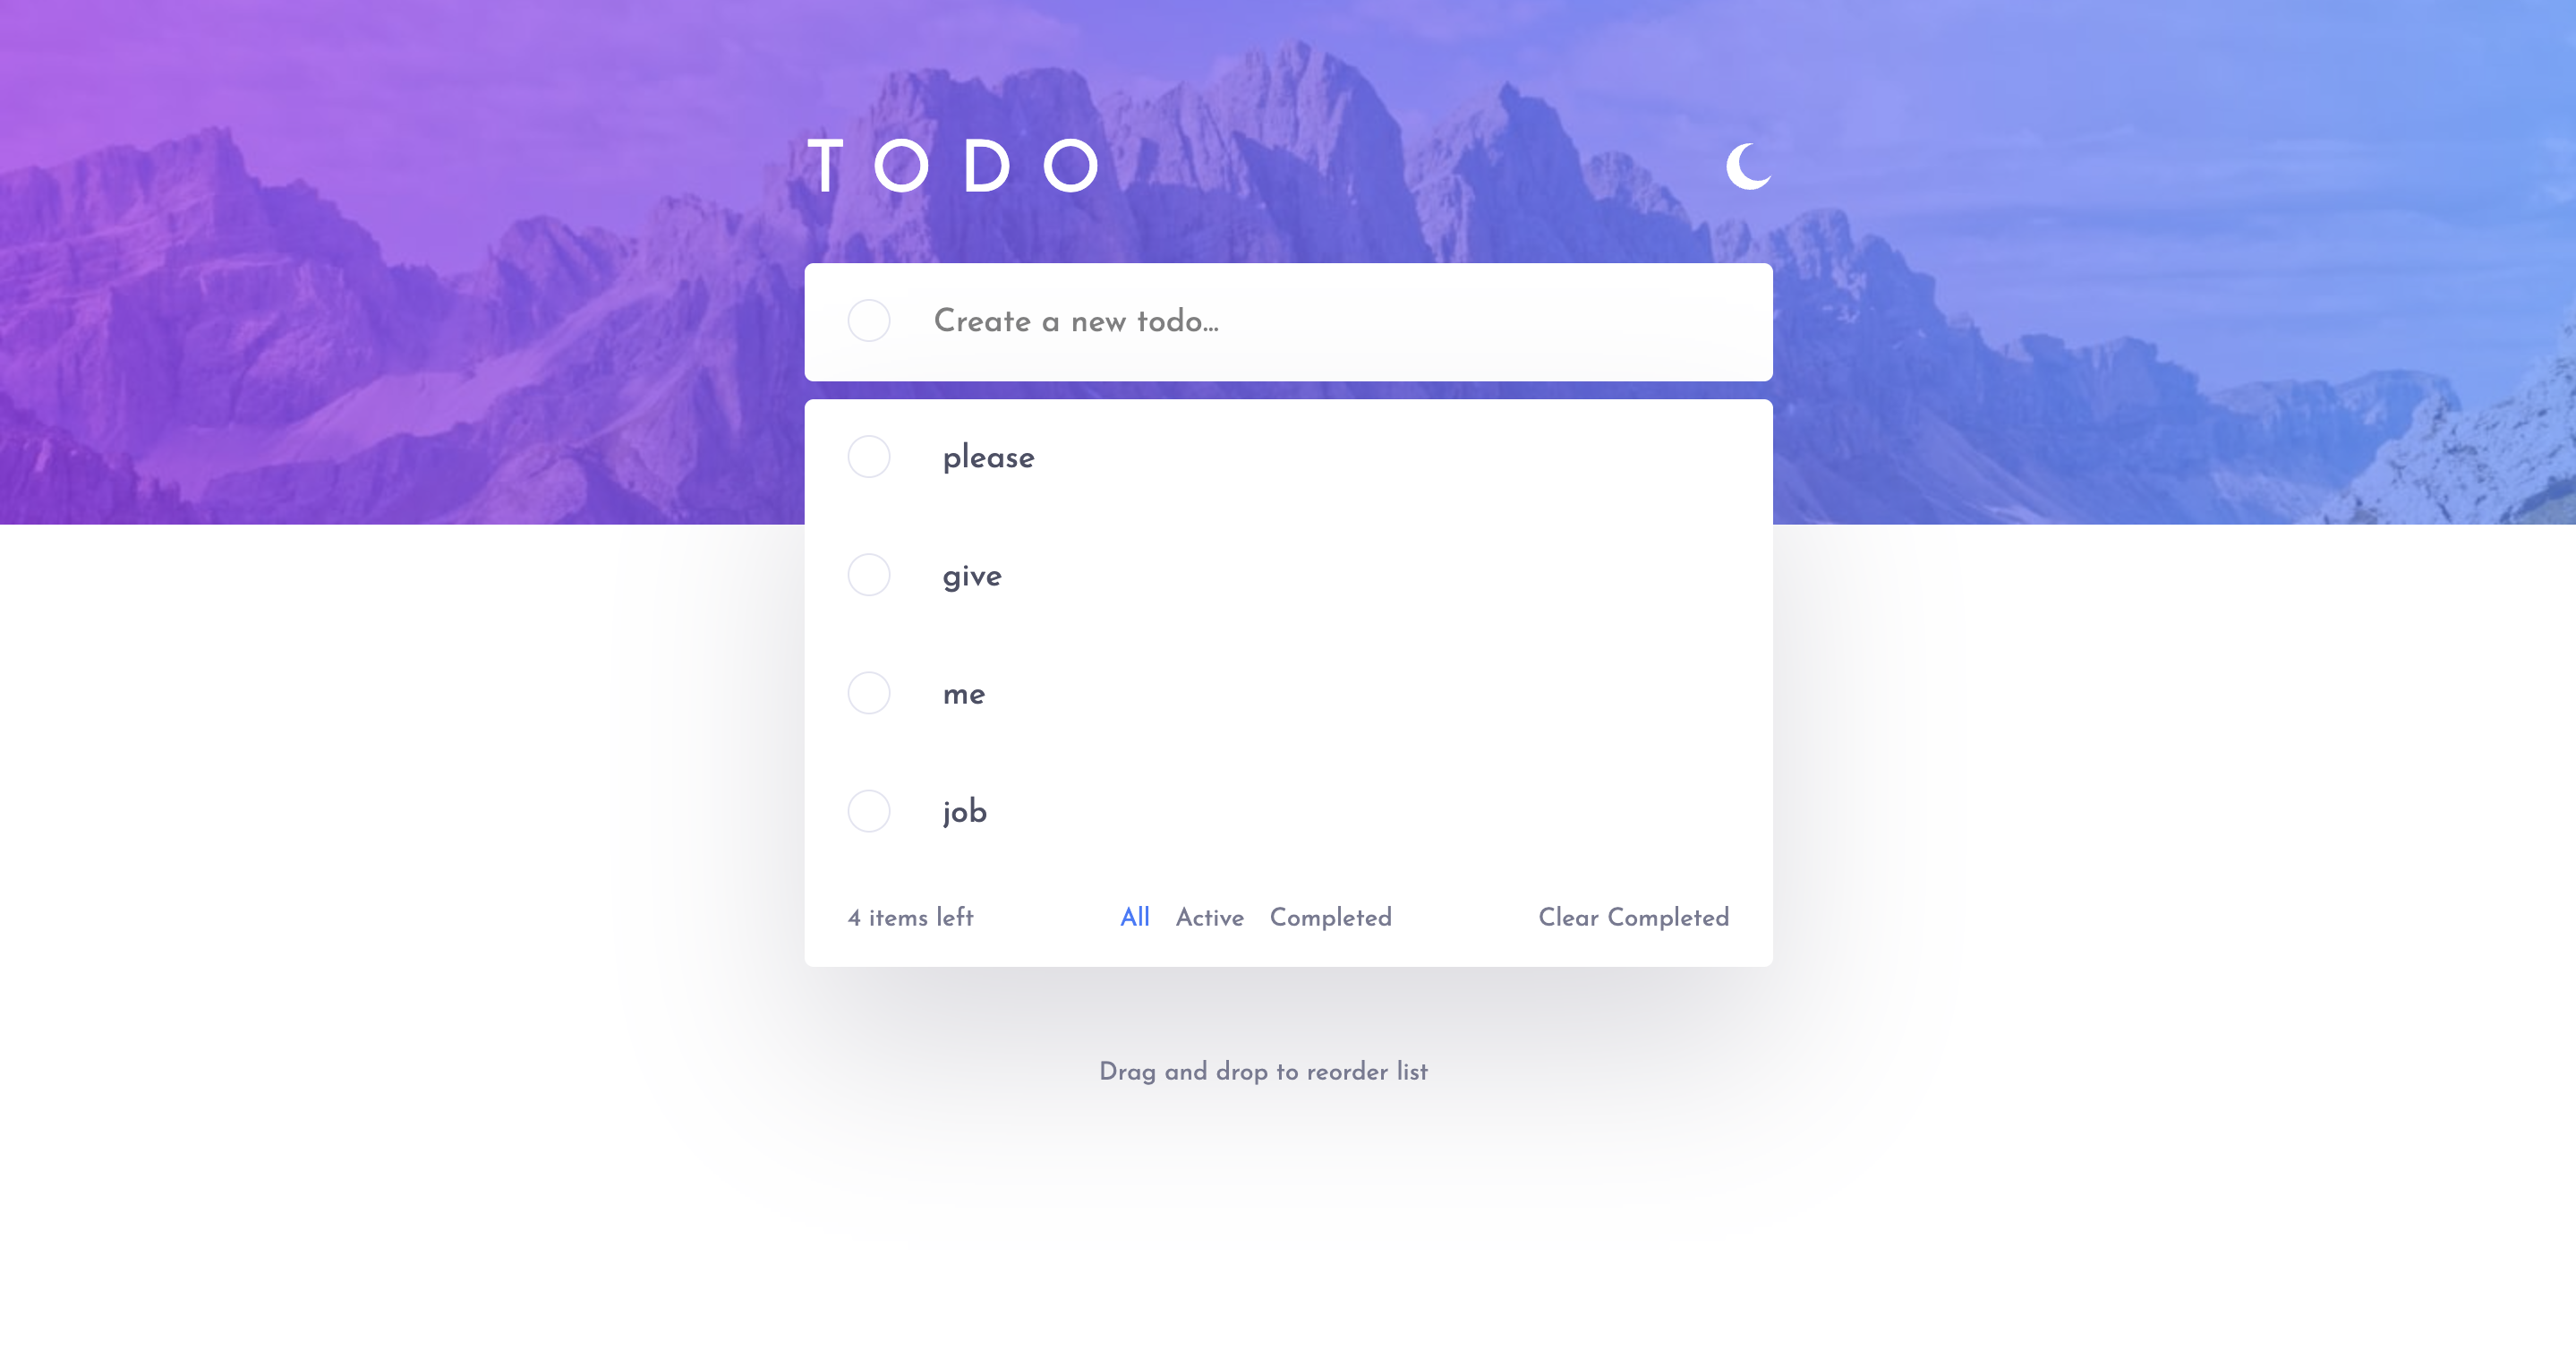 TODO
Create a new todo...
please
give
me
job
4 items left All Active Completed Clear Completed
Drag and drop to reorder list